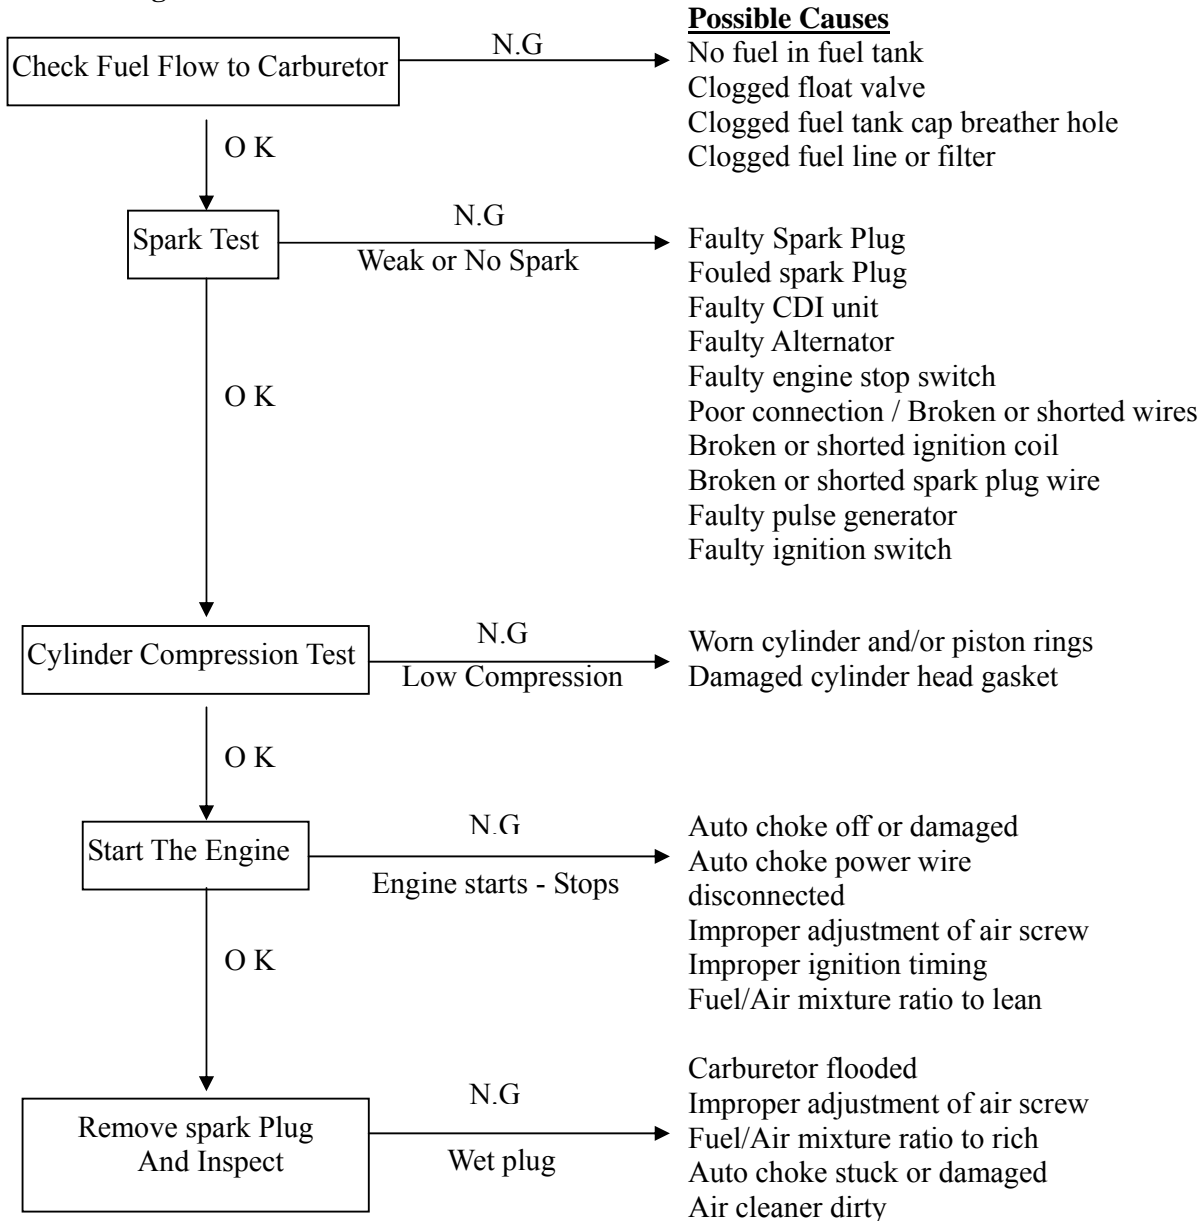 Possible Causes
Check Fuel Flow to Carburetor
N.G
No fuel in fuel tank
Clogged float valve
Clogged fuel tank cap breather hole
Clogged fuel line or filter
O K
Spark Test
N.G
Weak or No Spark
Faulty Spark Plug
Fouled spark Plug
Faulty CDI unit
Faulty Alternator
Faulty engine stop switch
Poor connection / Broken or shorted wires
Broken or shorted ignition coil
Broken or shorted spark plug wire
Faulty pulse generator
Faulty ignition switch
O K
Cylinder Compression Test
N.G
Low Compression
Worn cylinder and/or piston rings
Damaged cylinder head gasket
O K
Start The Engine
N.G
Engine starts - Stops
Auto choke off or damaged
Auto choke power wire
disconnected
Improper adjustment of air screw
Improper ignition timing
Fuel/Air mixture ratio to lean
O K
Remove spark Plug
And Inspect
N.G
Wet plug
Carburetor flooded
Improper adjustment of air screw
Fuel/Air mixture ratio to rich
Auto choke stuck or damaged
Air cleaner dirty